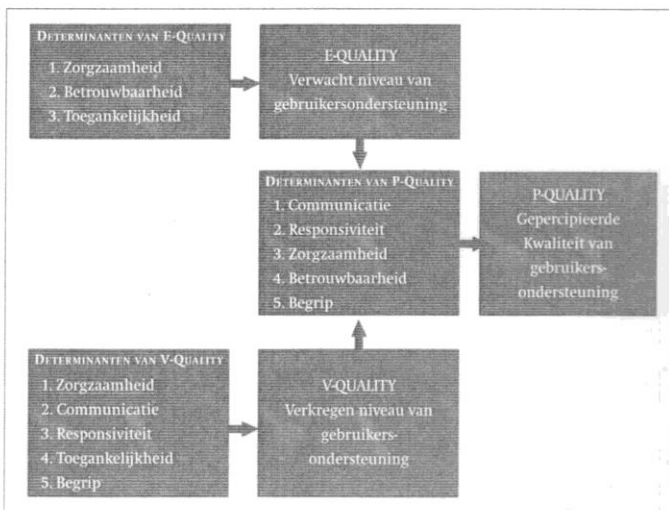 DETERMINANTEN VAN E-QUALITY
1. Zorgzaamheid
2. Betrouwbaarheid
3. Toegankelijkheid
E-QUALITY
Verwacht niveau van
gebruikersondersteuning
DETERMINANTEN VAN P-QUALITY
1. Communicatie
2. Responsiviteit
3. Zorgzaamheid
4. Betrouwbaarheid
5. Begrip
P-QUALITY
Gepercipieerde
Kwaliteit van
gebruikers-
ondersteuning
DETERMINANTEN VAN V-QUALITY
1. Zorgzaamheid
2. Communicatie
3. Responsiviteit
4. Toegankelijkheid
5. Begrip
V-QUALITY
Verkregen niveau van
gebruikers-
ondersteuning